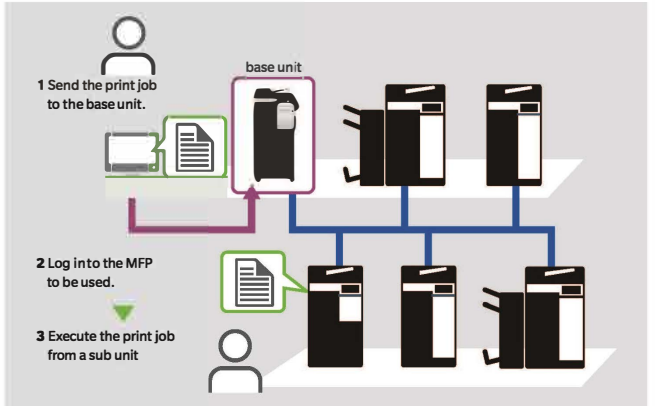 base unit
1 Send the print job
to the base unit.
2 Log into the MFP
to be used.
3 Execute the print job
from a sub unit